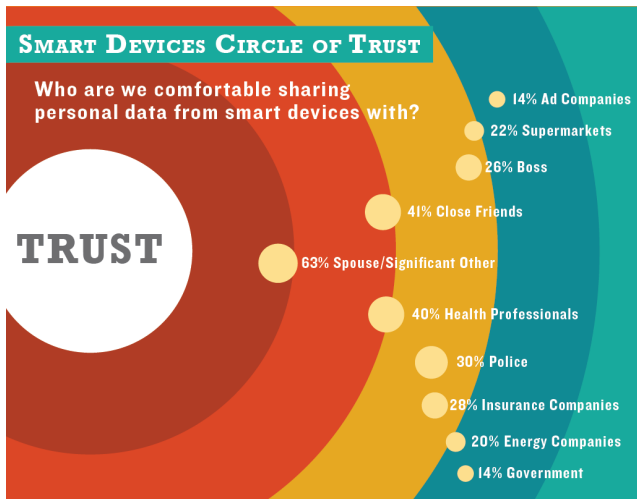 SMART DEVICES CIRCLE OF TRUST
Who are we comfortable sharing
personal data from smart devices with?
14% Ad Companies
22% Supermarkets
26% Boss
41% Close Friends
TRUST
63% Spouse/Significant Other
40% Health Professionals
30% Police
28% Insurance Companies
20% Energy Companies
14% Government